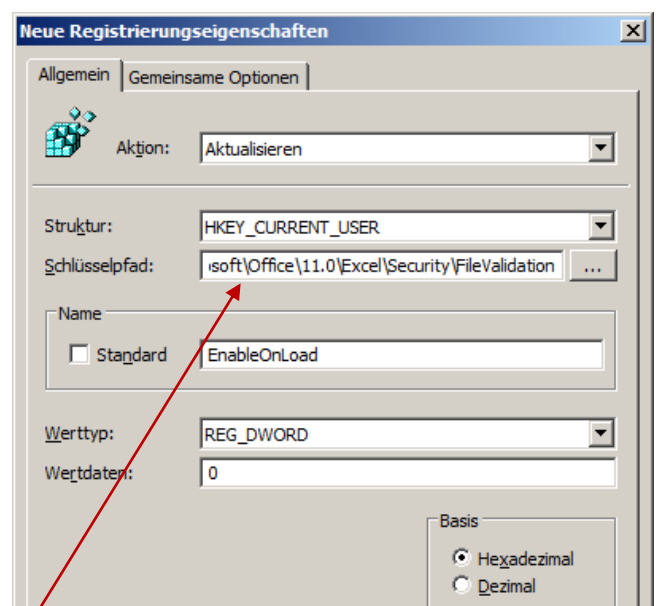 Neue Registrierungseigenschaften
Allgemein Gemeinsame Optionen
Aktion: Aktualisieren
Struktur: HKEY_CURRENT_USER
Schlüsselpfad: osoft\Office\11.0\Excel\Security\FileValidation ...
Name
Standard EnableOnLoad
Werttyp: REG_DWORD
Wertdaten: 0
Basis
Hexadezimal
Dezimal